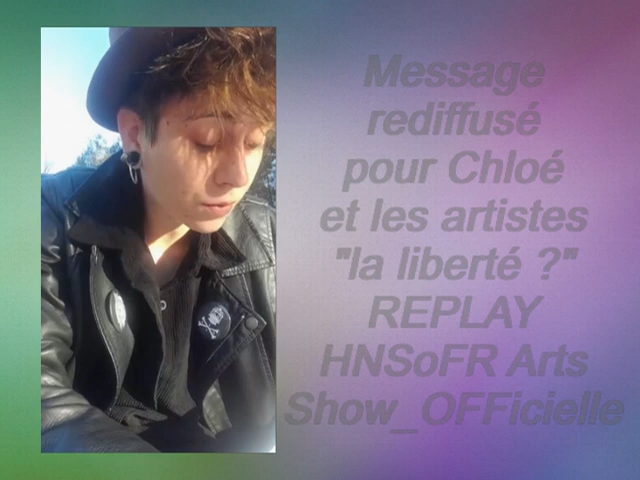 Message
rediffusé
pour Chloé
et les artistes
"la liberté ?"
REPLAY
HNSoFR Arts
Show_OFFicielle